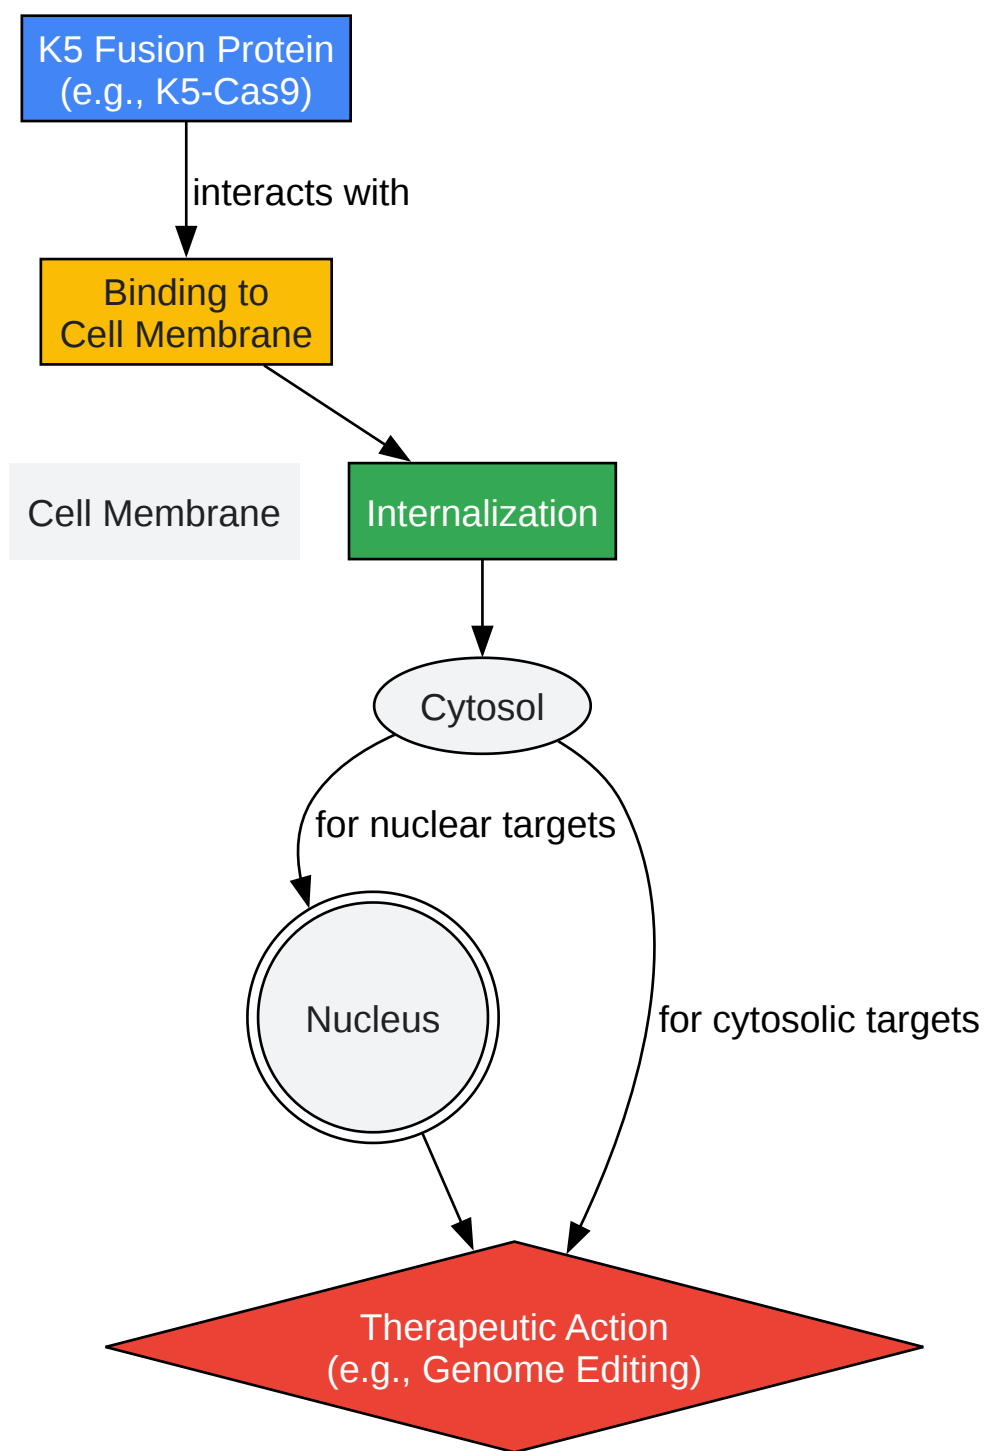 K5 Fusion Protein
(e.g., K5-Cas9)
interacts with
Binding to
Cell Membrane
Cell Membrane
Internalization
Cytosol
for nuclear targets
Nucleus
for cytosolic targets
Therapeutic Action
(e.g., Genome Editing)